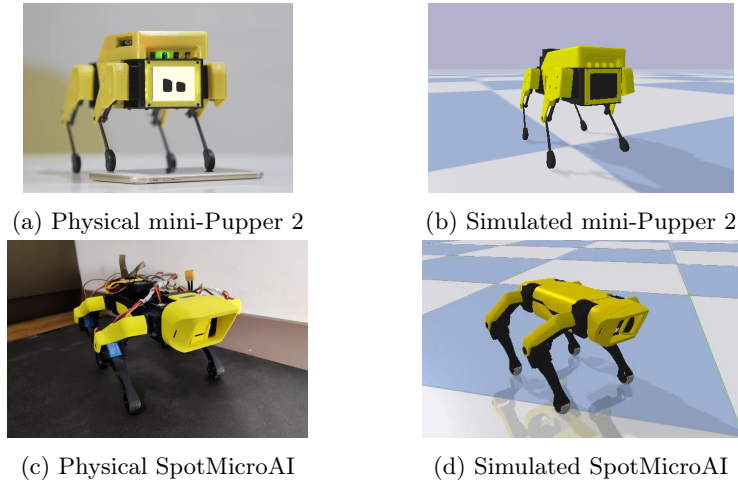 (a) Physical mini-Pupper 2
(b) Simulated mini-Pupper 2
(c) Physical SpotMicroAI
(d) Simulated SpotMicroAI